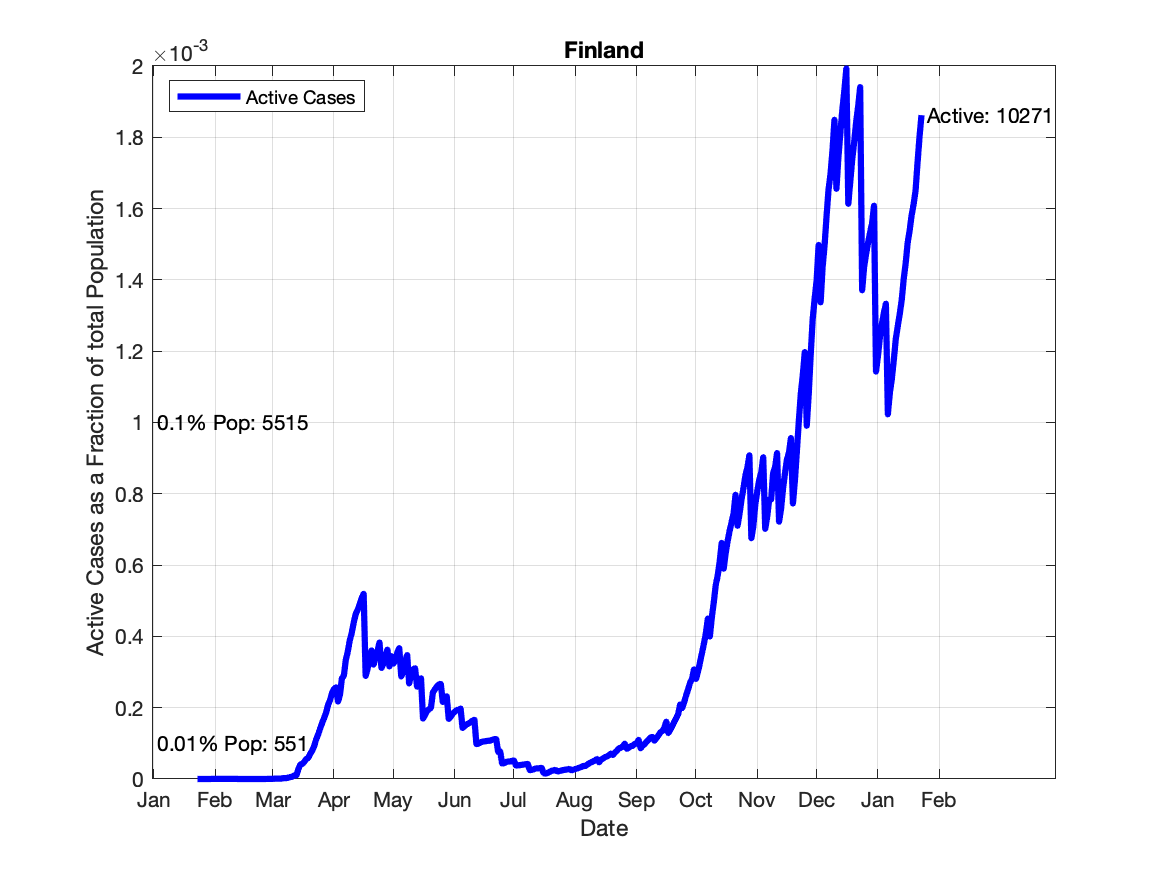 Finland
×10-3
2
1.8
1.6
1.4
1.2
1
0.8
0.6
0.4
0.2
0
Active Cases
Active: 10271
0.1% Pop: 5515
0.01% Pop: 551
Active Cases as a Fraction of total Population
Jan Feb Mar Apr May Jun Jul Aug Sep Oct Nov Dec Jan Feb
Date